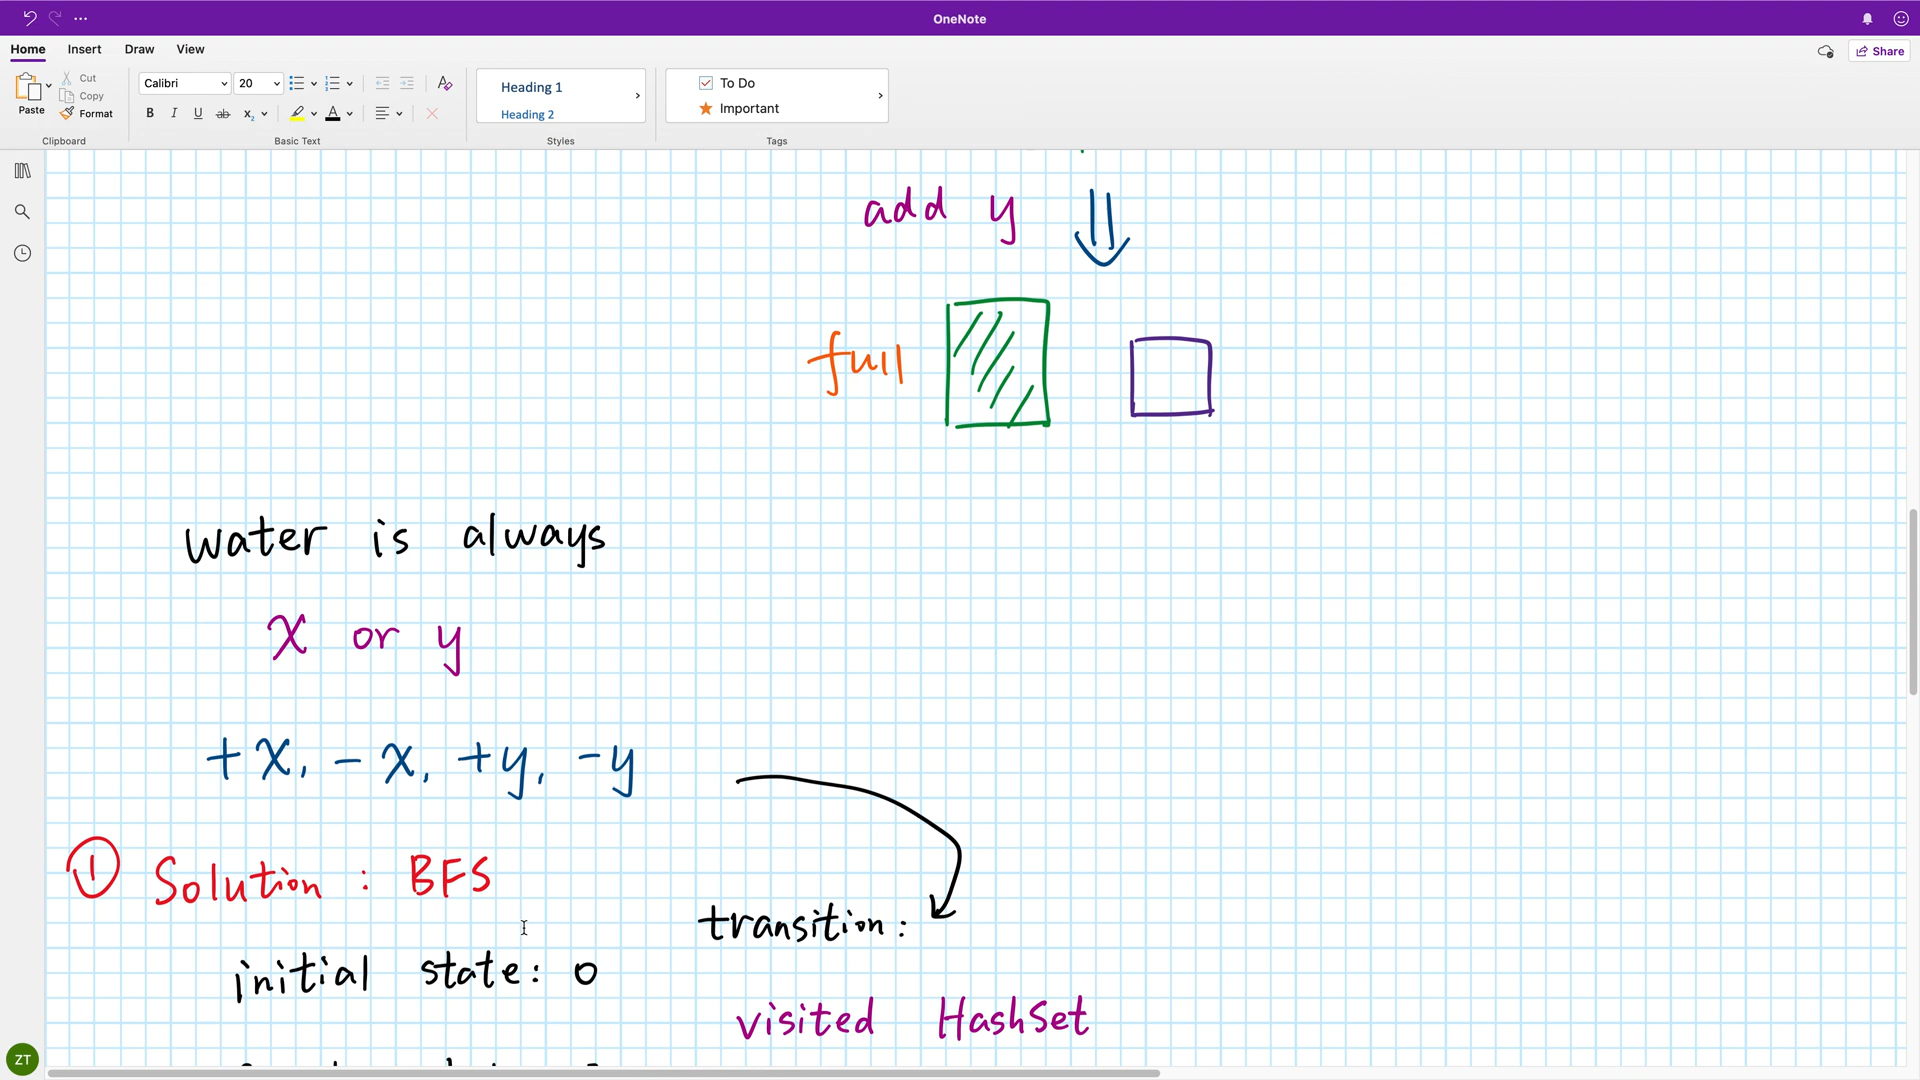 OneNote
Home Insert Draw View
Share
Paste
Cut
Copy
Format
Calibri 20
Heading 1
Heading 2
To Do
Important
B I U ab x2 A
Clipboard Basic Text Styles Tags
add y
full
water is always
x or y
+x, -x, +y, -y
① Solution : BFS
transition :
initial state: 0
visited HashSet
ZT